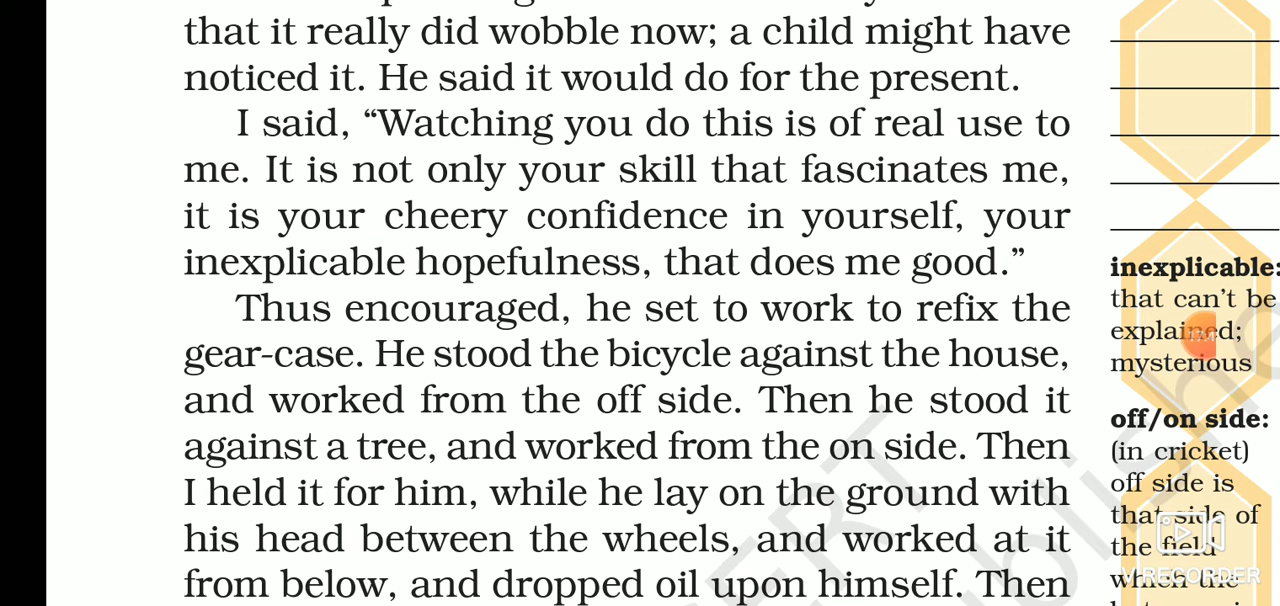 that it really did wobble now; a child might have
noticed it. He said it would do for the present.
I said, “Watching you do this is of real use to
me. It is not only your skill that fascinates me,
it is your cheery confidence in yourself, your
inexplicable hopefulness, that does me good.”
Thus encouraged, he set to work to refix the
gear-case. He stood the bicycle against the house,
and worked from the off side. Then he stood it
against a tree, and worked from the on side. Then
I held it for him, while he lay on the ground with
his head between the wheels, and worked at it
from below, and dropped oil upon himself. Then
inexplicable:
that can’t be
explained;
mysterious
off/on side:
(in cricket)
off side is
that side of
the field
which the
VIRECORDER